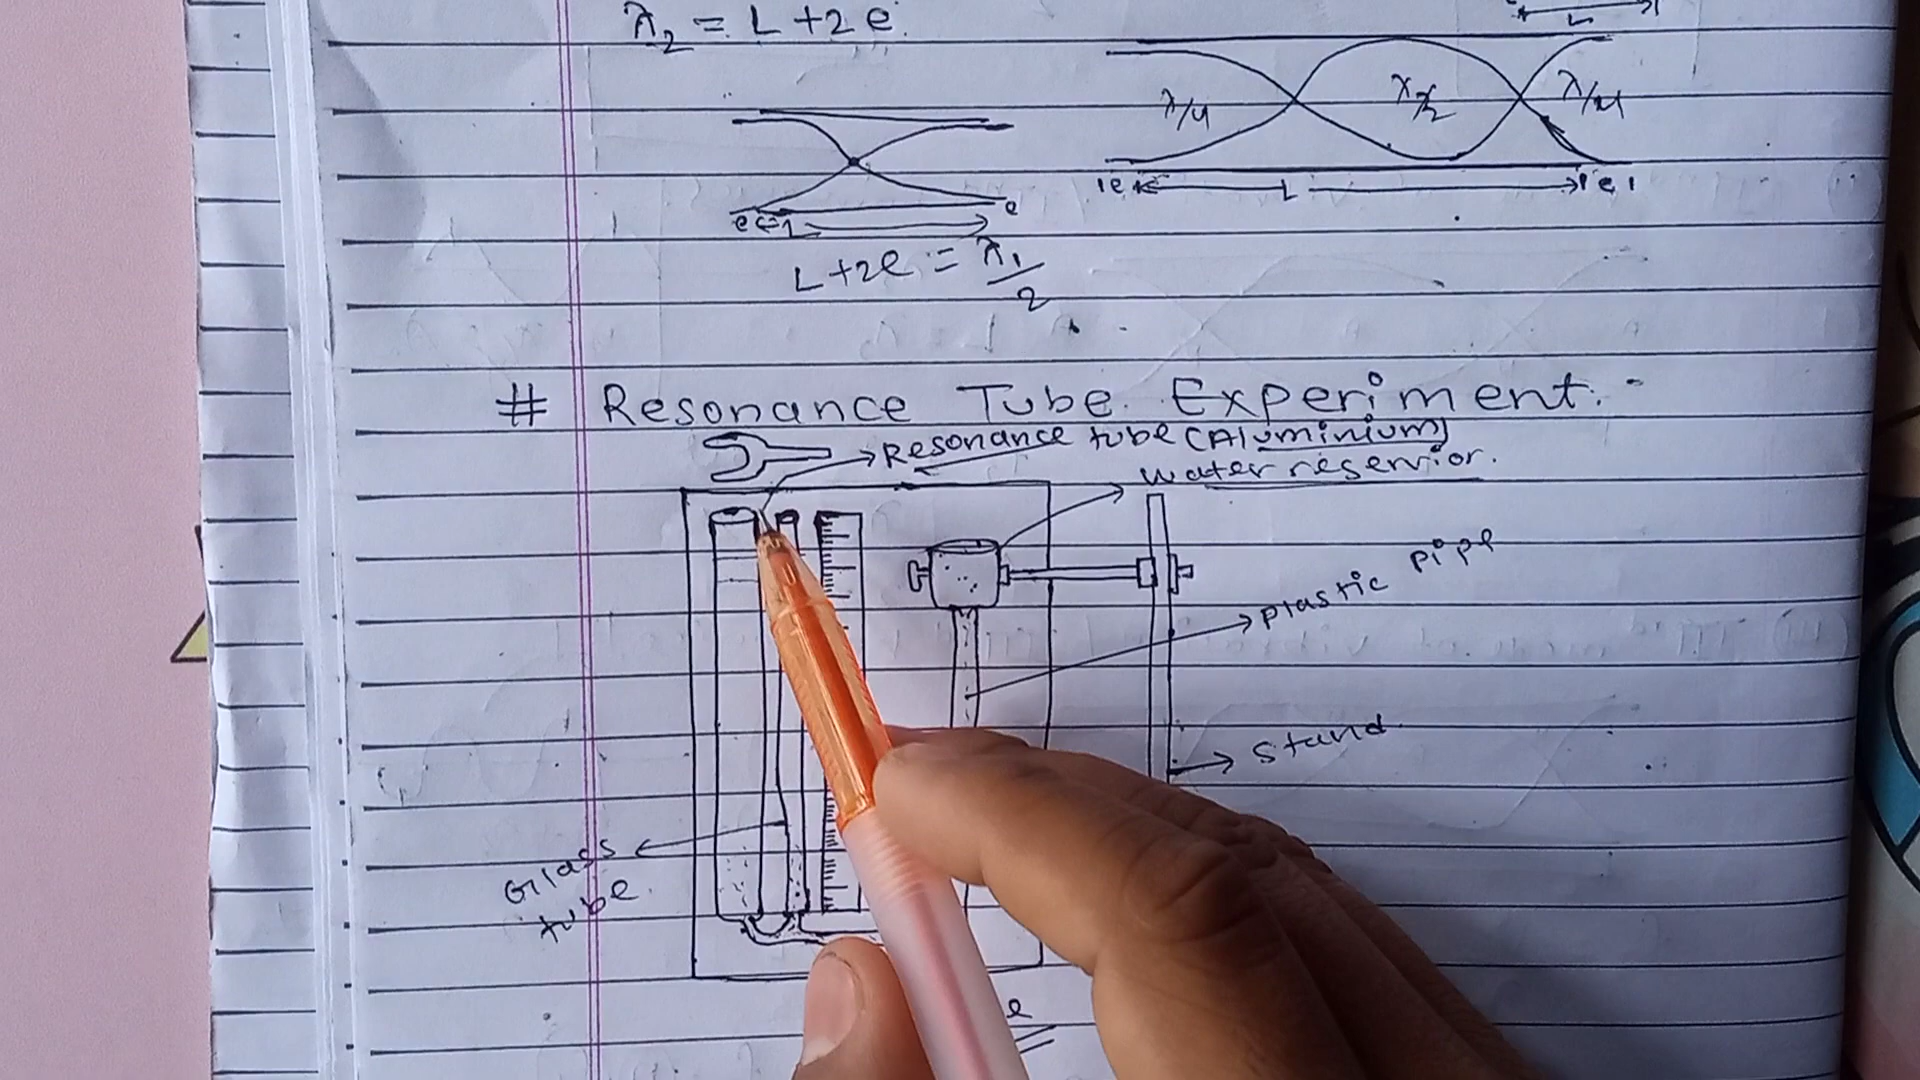 λ₂ = L + 2e.
L
λ/4 λ/2 λ/4
e L e
e L e
L + 2e = λ₁/2
# Resonance Tube Experiment:-
Resonance tube (Aluminium)
water reservior.
plastic pipe
stand
Glass
tube.
e